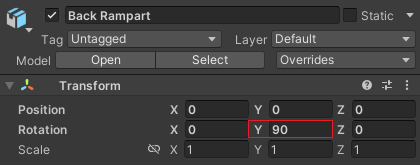 Back Rampart Static
Tag Untagged Layer Default
Model Open Select Overrides
Transform
Position X 0 Y 0 Z 0
Rotation X 0 Y 90 Z 0
Scale X 1 Y 1 Z 1